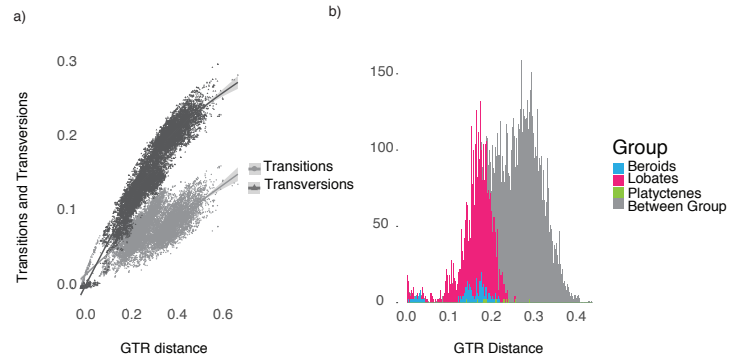 a)
Transitions and Transversions
0.3
0.2
0.1
0.0
0.0 0.2 0.4 0.6
GTR distance
Transitions
Transversions
b)
150
100
50
0
0.0 0.1 0.2 0.3 0.4
GTR Distance
Group
Beroids
Lobates
Platyctenes
Between Group